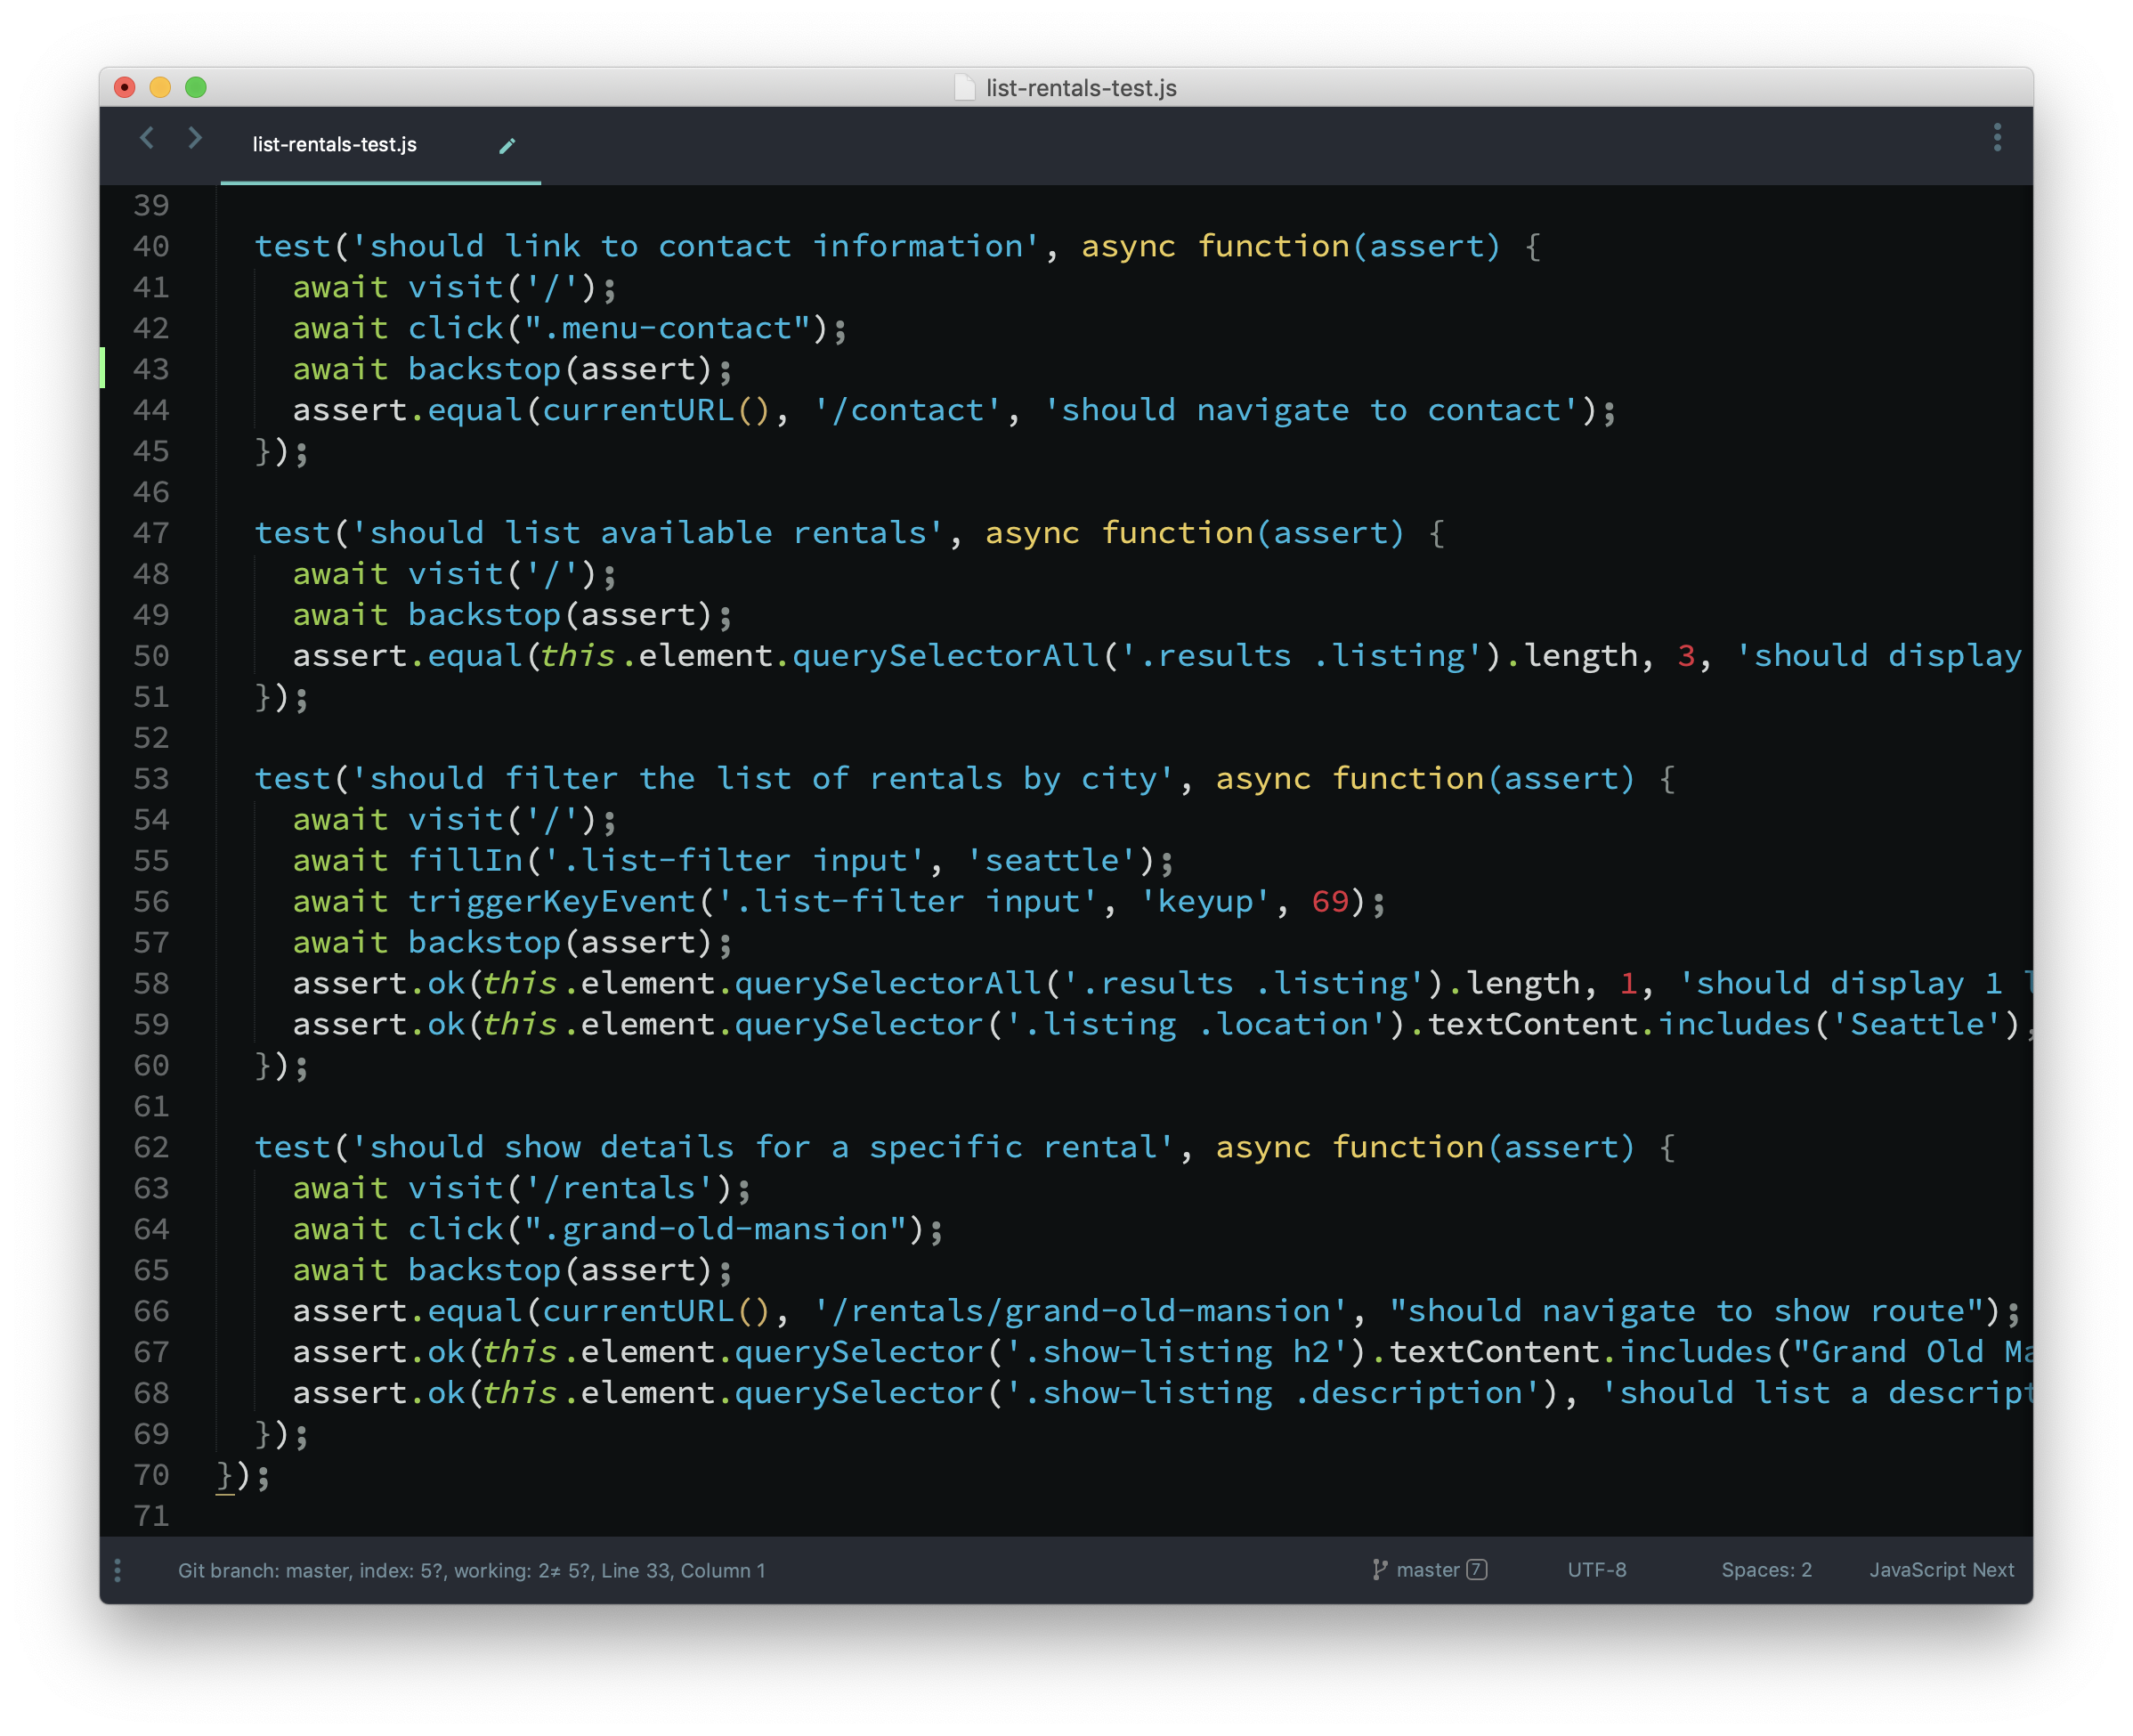 list-rentals-test.js
list-rentals-test.js
39
40 test('should link to contact information', async function(assert) {
41 await visit('/');
42 await click(".menu-contact");
43 await backstop(assert);
44 assert.equal(currentURL(), '/contact', 'should navigate to contact');
45 });
46
47 test('should list available rentals', async function(assert) {
48 await visit('/');
49 await backstop(assert);
50 assert.equal(this.element.querySelectorAll('.results .listing').length, 3, 'should display
51 });
52
53 test('should filter the list of rentals by city', async function(assert) {
54 await visit('/');
55 await fillIn('.list-filter input', 'seattle');
56 await triggerKeyEvent('.list-filter input', 'keyup', 69);
57 await backstop(assert);
58 assert.ok(this.element.querySelectorAll('.results .listing').length, 1, 'should display 1 l
59 assert.ok(this.element.querySelector('.listing .location').textContent.includes('Seattle'),
60 });
61
62 test('should show details for a specific rental', async function(assert) {
63 await visit('/rentals');
64 await click(".grand-old-mansion");
65 await backstop(assert);
66 assert.equal(currentURL(), '/rentals/grand-old-mansion', "should navigate to show route");
67 assert.ok(this.element.querySelector('.show-listing h2').textContent.includes("Grand Old Ma
68 assert.ok(this.element.querySelector('.show-listing .description'), 'should list a descript
69 });
70 });
71
Git branch: master, index: 5?, working: 2≠ 5?, Line 33, Column 1 master 7 UTF-8 Spaces: 2 JavaScript Next